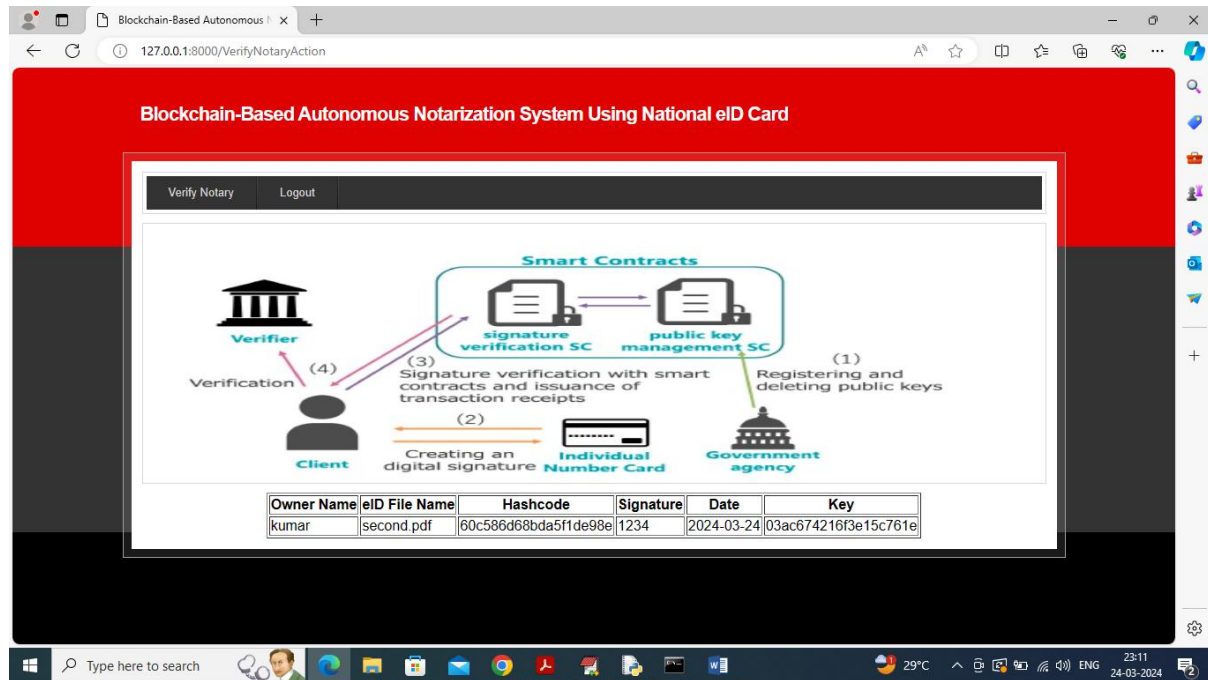 Blockchain-Based Autonomous N
127.0.0.1:8000/VerifyNotaryAction
Blockchain-Based Autonomous Notarization System Using National eID Card
Verify Notary Logout
Smart Contracts
signature verification SC
public key management SC
Verifier
(4)
Verification
(3)
Signature verification with smart
contracts and issuance of
transaction receipts
(1)
Registering and
deleting public keys
(2)
Creating an
digital signature
Client
Individual
Number Card
Government
agency
Owner Name eID File Name Hashcode Signature Date Key
kumar second.pdf 60c586d68bda5f1de98e 1234 2024-03-24 03ac674216f3e15c761e
Type here to search
29°C
ENG
23:11
24-03-2024
2